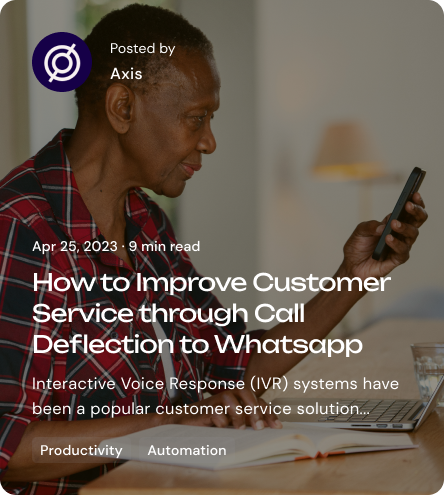 Posted by
Axis
Apr 25, 2023 · 9 min read
How to Improve Customer
Service through Call
Deflection to Whatsapp
Interactive Voice Response (IVR) systems have
been a popular customer service solution...
Productivity Automation